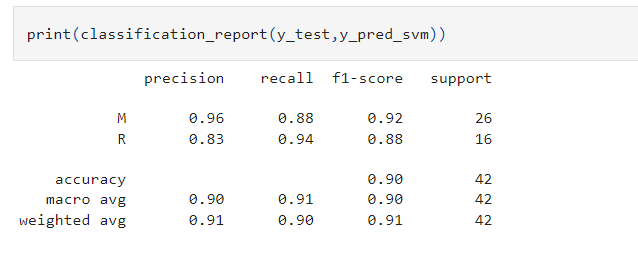 print(classification_report(y_test,y_pred_svm))
precision recall f1-score support
M 0.96 0.88 0.92 26
R 0.83 0.94 0.88 16
accuracy 0.90 42
macro avg 0.90 0.91 0.90 42
weighted avg 0.91 0.90 0.91 42